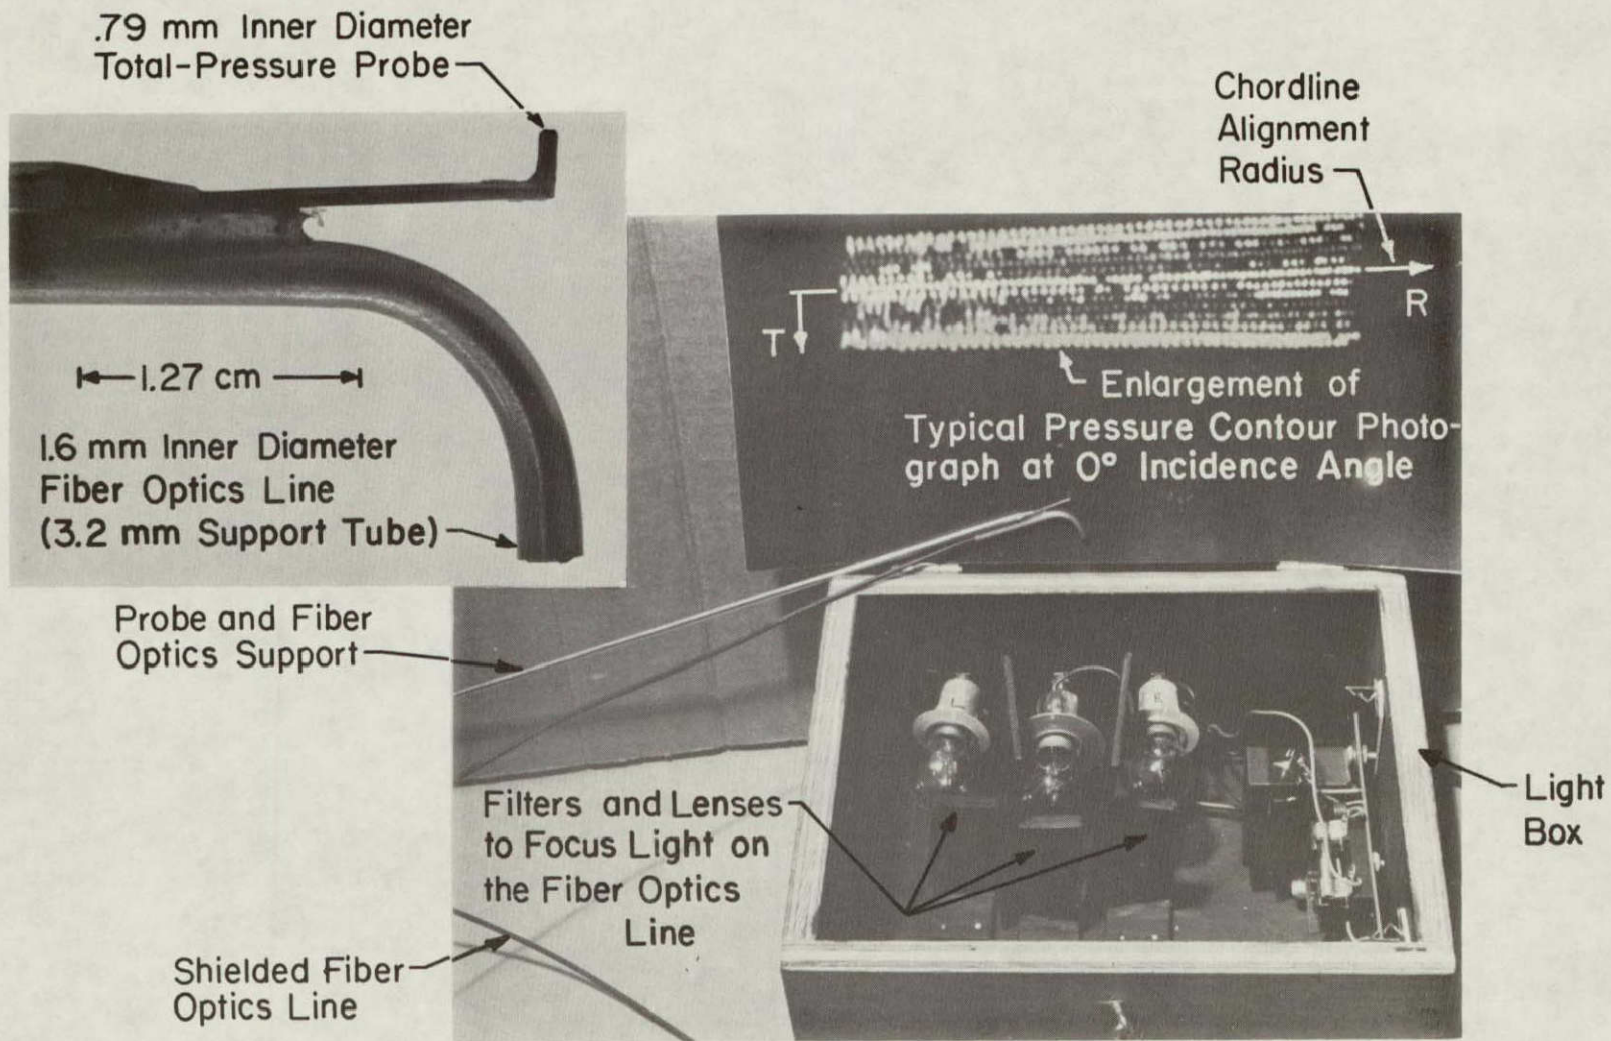 .79 mm Inner Diameter
Total-Pressure Probe
Chordline
Alignment
Radius
R
T
1.27 cm
Enlargement of
Typical Pressure Contour Photo-
graph at 0° Incidence Angle
1.6 mm Inner Diameter
Fiber Optics Line
(3.2 mm Support Tube)
Probe and Fiber
Optics Support
L
R
Filters and Lenses
to Focus Light on
the Fiber Optics
Line
Light
Box
Shielded Fiber
Optics Line